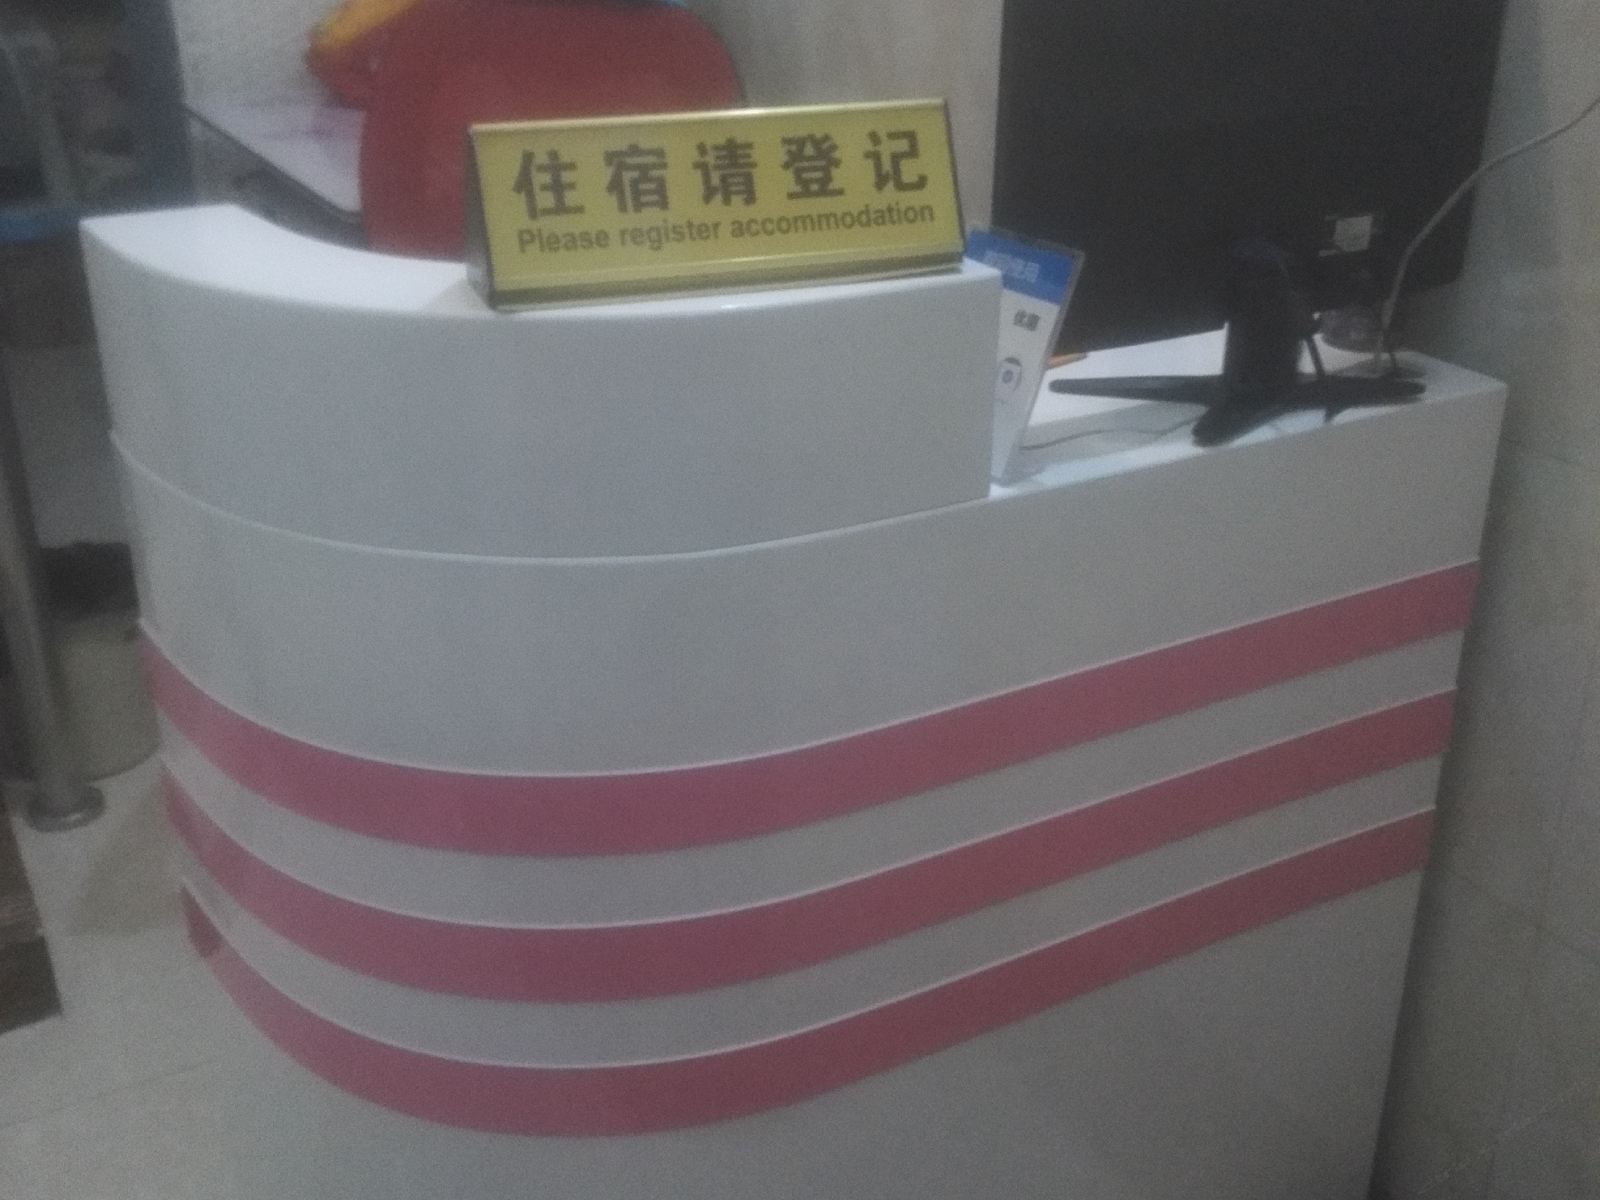 住宿请登记
Please register accommodation